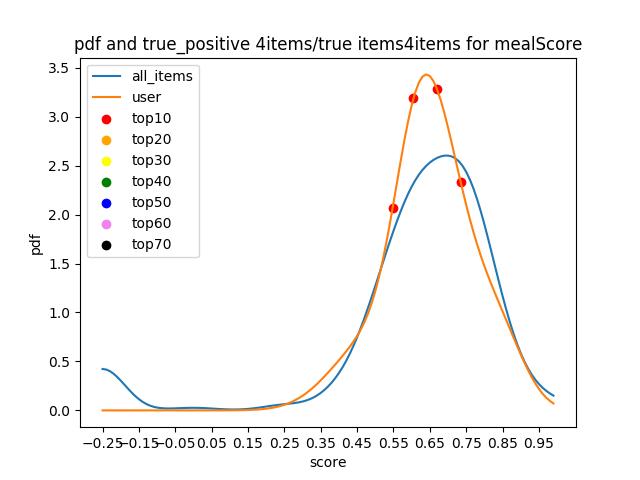 pdf and true_positive 4items/true items4items for mealScore
3.5
3.0
2.5
2.0
1.5
1.0
0.5
0.0
pdf
all_items
user
top10
top20
top30
top40
top50
top60
top70
−0.25 −0.15 −0.05 0.05 0.15 0.25 0.35 0.45 0.55 0.65 0.75 0.85 0.95
score